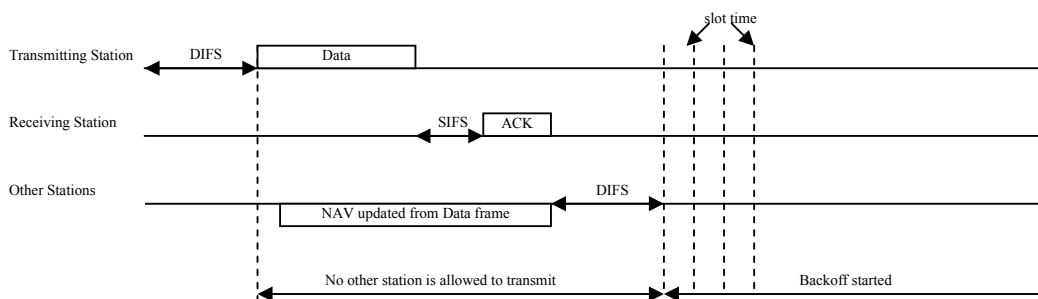 slot time
Transmitting Station
DIFS
Data
Receiving Station
SIFS
ACK
Other Stations
DIFS
NAV updated from Data frame
No other station is allowed to transmit
Backoff started